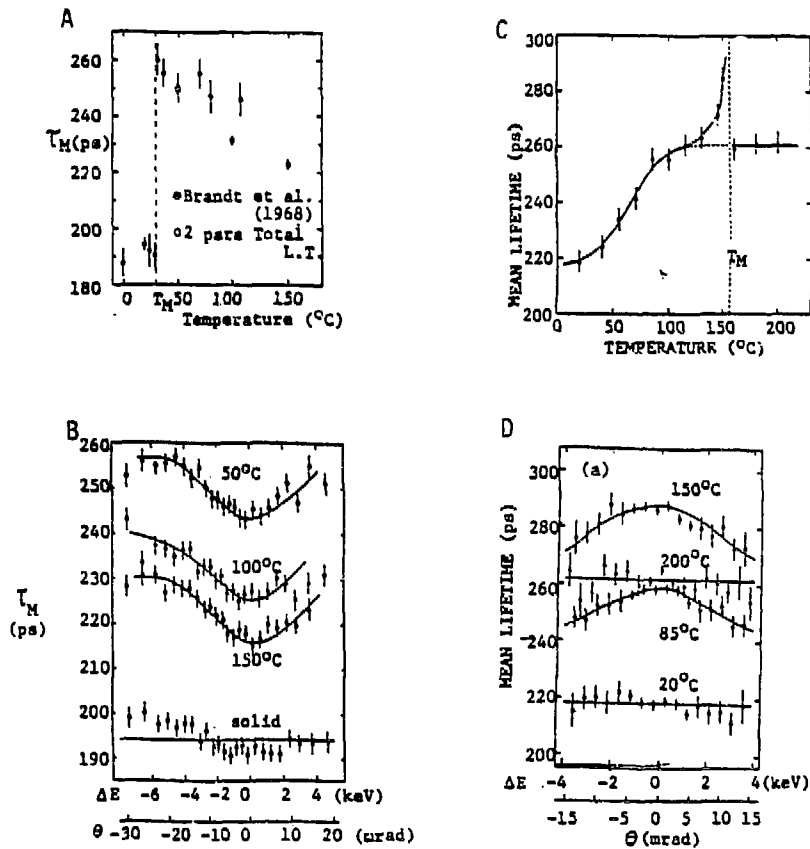 A
260
240
τM(ps)
220
200
180
● Brandt et al.
(1968)
○ 2 para Total
L.T
0 TM 50 100 150
Temperature (°C)
C
300
280
260
240
220
200
MEAN LIFETIME (ps)
TM
0 50 100 150 200
TEMPERATURE (°C)
B
260
250
240
230
220
210
200
190
τM
(ps)
50°C
100°C
150°C
solid
ΔE -6 -4 -2 0 2 4 (keV)
θ -30 -20 -10 0 10 20 (mrad)
D
(a)
300
280
260
240
220
200
MEAN LIFETIME (ps)
150°C
200°C
85°C
20°C
ΔE -4 -2 0 2 4 (keV)
-15 -10 -5 0 5 10 15
θ (mrad)